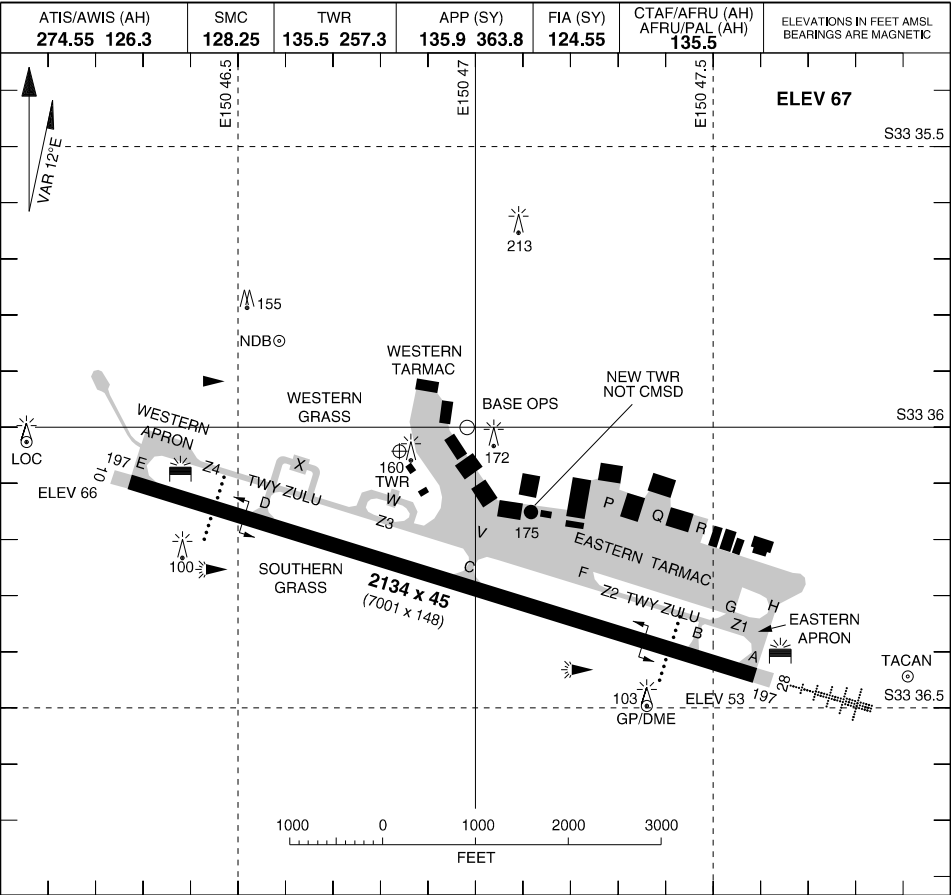 ATIS/AWIS (AH)
274.55 126.3
SMC
128.25
TWR
135.5 257.3
APP (SY)
135.9 363.8
FIA (SY)
124.55
CTAF/AFRU (AH)
AFRU/PAL (AH)
135.5
ELEVATIONS IN FEET AMSL
BEARINGS ARE MAGNETIC
VAR 12°E
E150 46.5
E150 47
E150 47.5
ELEV 67
S33 35.5
213
155
NDB
WESTERN
TARMAC
WESTERN
GRASS
BASE OPS
NEW TWR
NOT CMSD
S33 36
WESTERN
APRON
LOC
172
160
TWR
197 E
10
ELEV 66
Z4
TWY ZULU
X
D
W
Z3
V
175
P
Q
R
EASTERN TARMAC
100
SOUTHERN
GRASS
2134 x 45
(7001 x 148)
C
F
Z2 TWY ZULU
G
H
Z1
B
A
EASTERN
APRON
TACAN
103
GP/DME
ELEV 53
197
28
S33 36.5
1000
0
1000
2000
3000
FEET